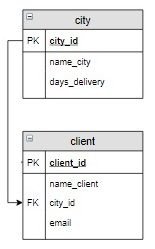 city
PK city_id
name_city
days_delivery
client
PK client_id
name_client
FK city_id
email